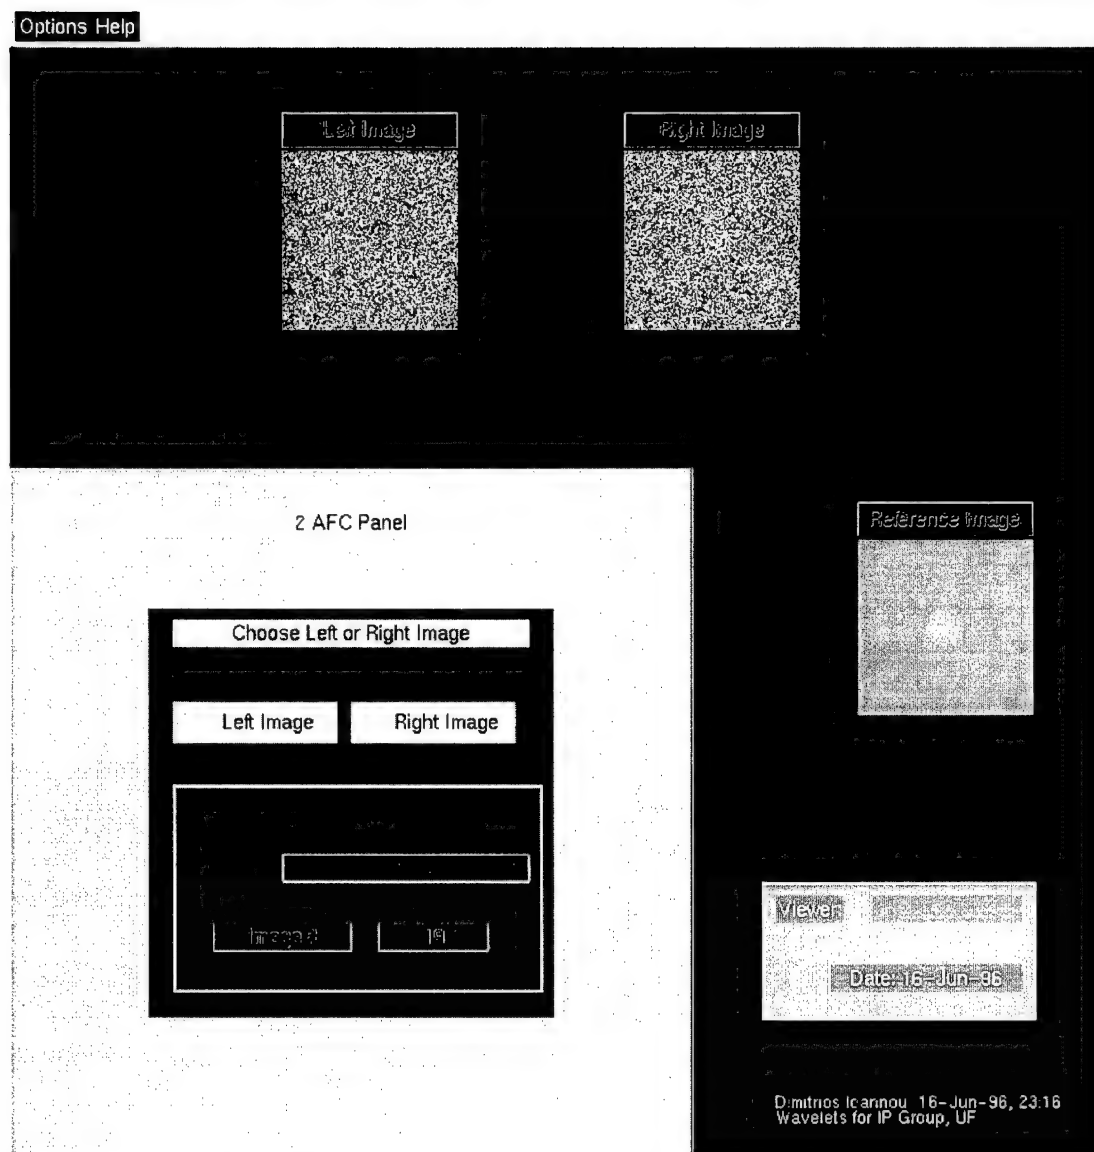 Options Help
Left Image
Right Image
2 AFC Panel
Reference Image
Choose Left or Right Image
Left Image
Right Image
Viewer
Date: 16-Jun-96
Dimitrios Ioannou 16-Jun-96, 23:16
Wavelets for IP Group, UF